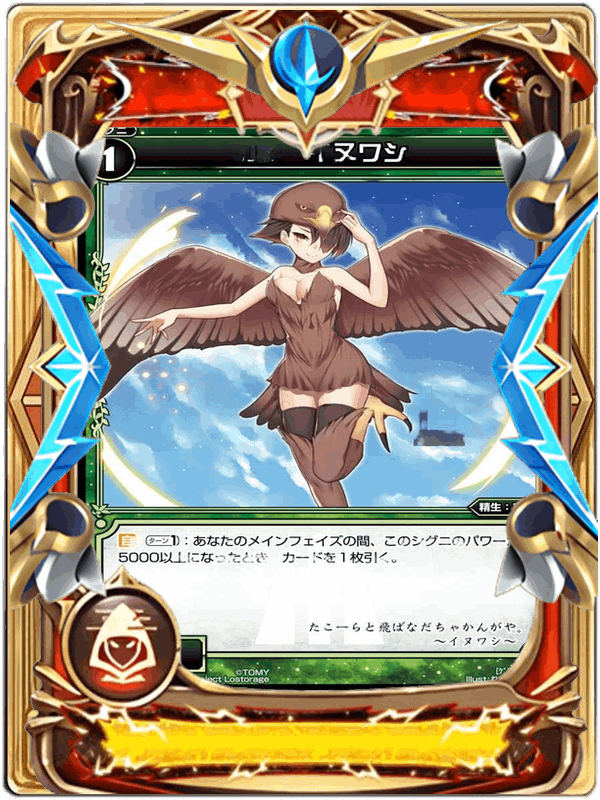 1
イヌワシ
精生：
ターン1：あなたのメインフェイズの間、このシグニのパワー
5000以上になったとき カードを１枚引く。
たこーらと飛ばなだちゃかんがや。
～イヌワシ～
©TOMY
lect Lostorage
Illust: